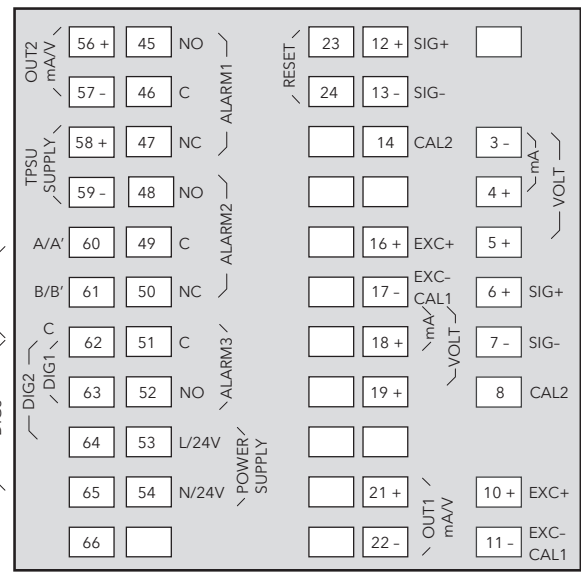 56 + 45 NO 23 12 + SIG+
OUT2
mA/V
RESET
57 - 46 C 24 13 - SIG-
ALARM1
58 + 47 NC 14 CAL2 3 -
TPSU
SUPPLY
mA
59 - 48 NO 4 +
VOLT
A/A' 60 49 C 16 + EXC+ 5 +
ALARM2
B/B' 61 50 NC 17 - EXC-
CAL1
6 + SIG+
C 62 51 C 18 + mA 7 - SIG-
DIG2
DIG1
ALARM3
VOLT
63 52 NO 19 + 8 CAL2
64 53 L/24V
POWER
SUPPLY
65 54 N/24V 21 + 10 + EXC+
OUT1
mA/V
66 22 - 11 - EXC-
CAL1